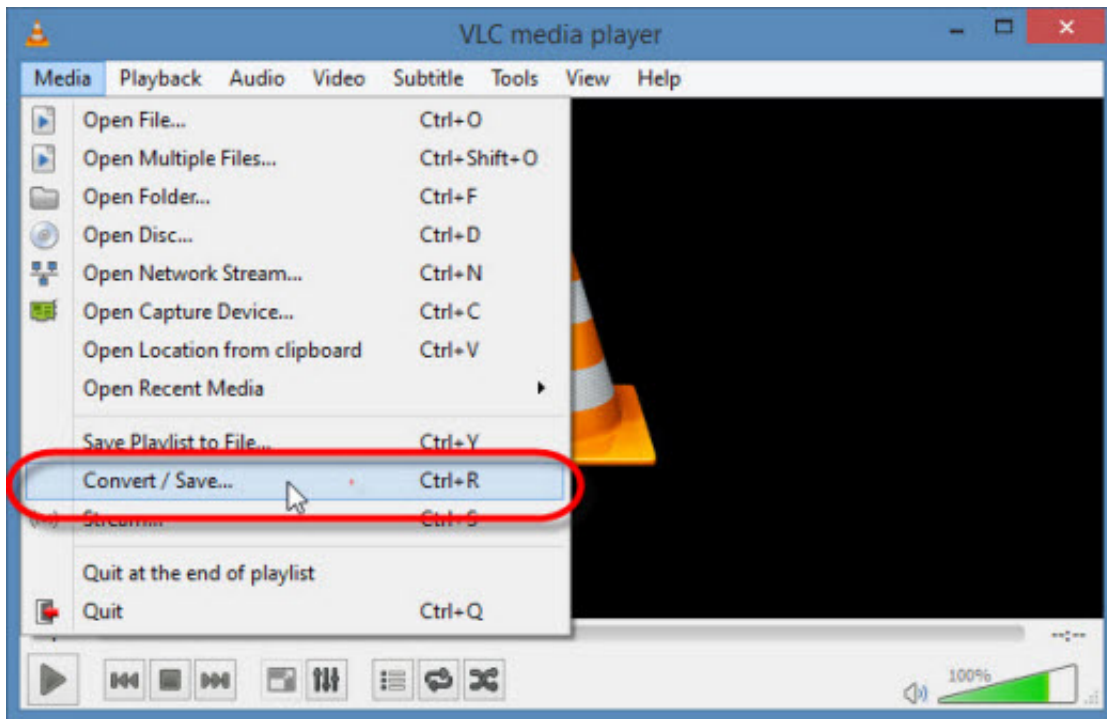 VLC media player
Media Playback Audio Video Subtitle Tools View Help
Open File... Ctrl+O
Open Multiple Files... Ctrl+Shift+O
Open Folder... Ctrl+F
Open Disc... Ctrl+D
Open Network Stream... Ctrl+N
Open Capture Device... Ctrl+C
Open Location from clipboard Ctrl+V
Open Recent Media
Save Playlist to File... Ctrl+Y
Convert / Save... Ctrl+R
Stream... Ctrl+S
Quit at the end of playlist
Quit Ctrl+Q
--:--
100%